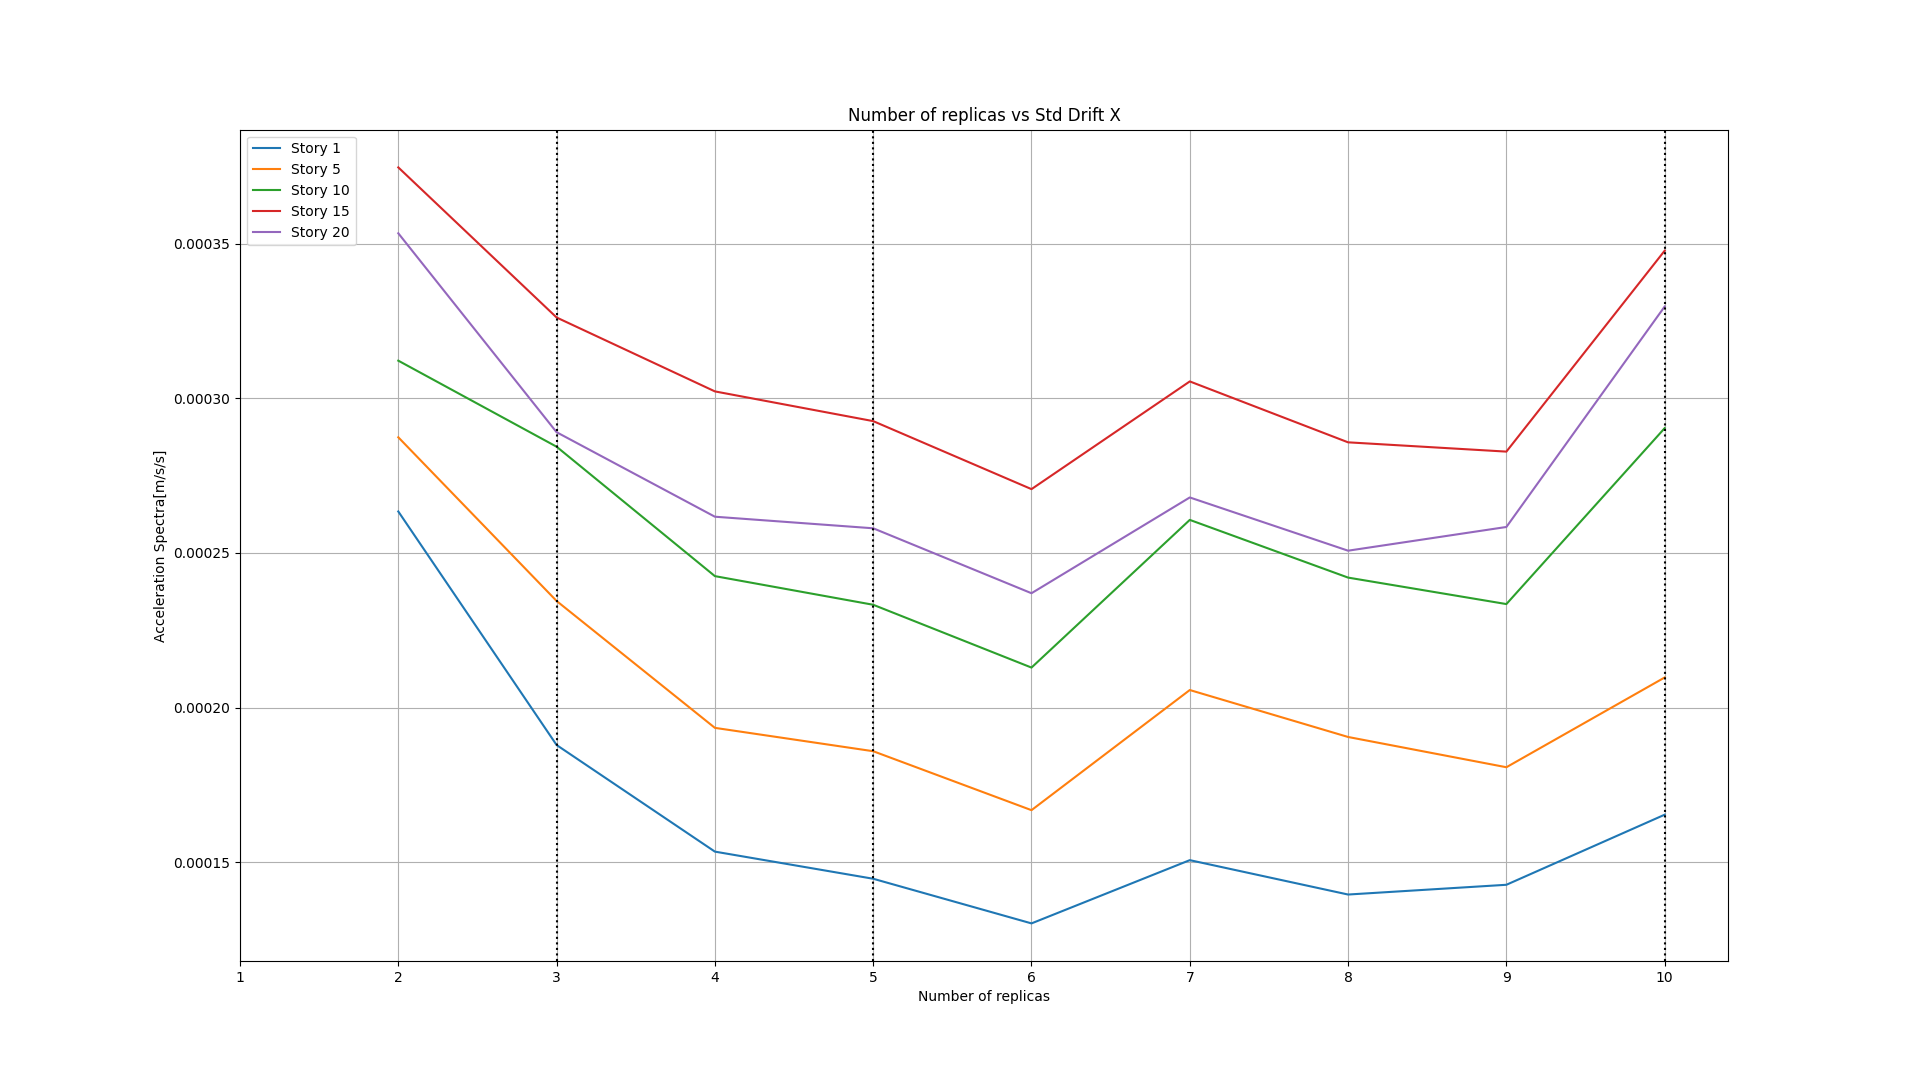 Number of replicas vs Std Drift X
Story 1
Story 5
Story 10
Story 15
Story 20
0.00035
0.00030
0.00025
0.00020
0.00015
Acceleration Spectra[m/s/s]
1 2 3 4 5 6 7 8 9 10
Number of replicas